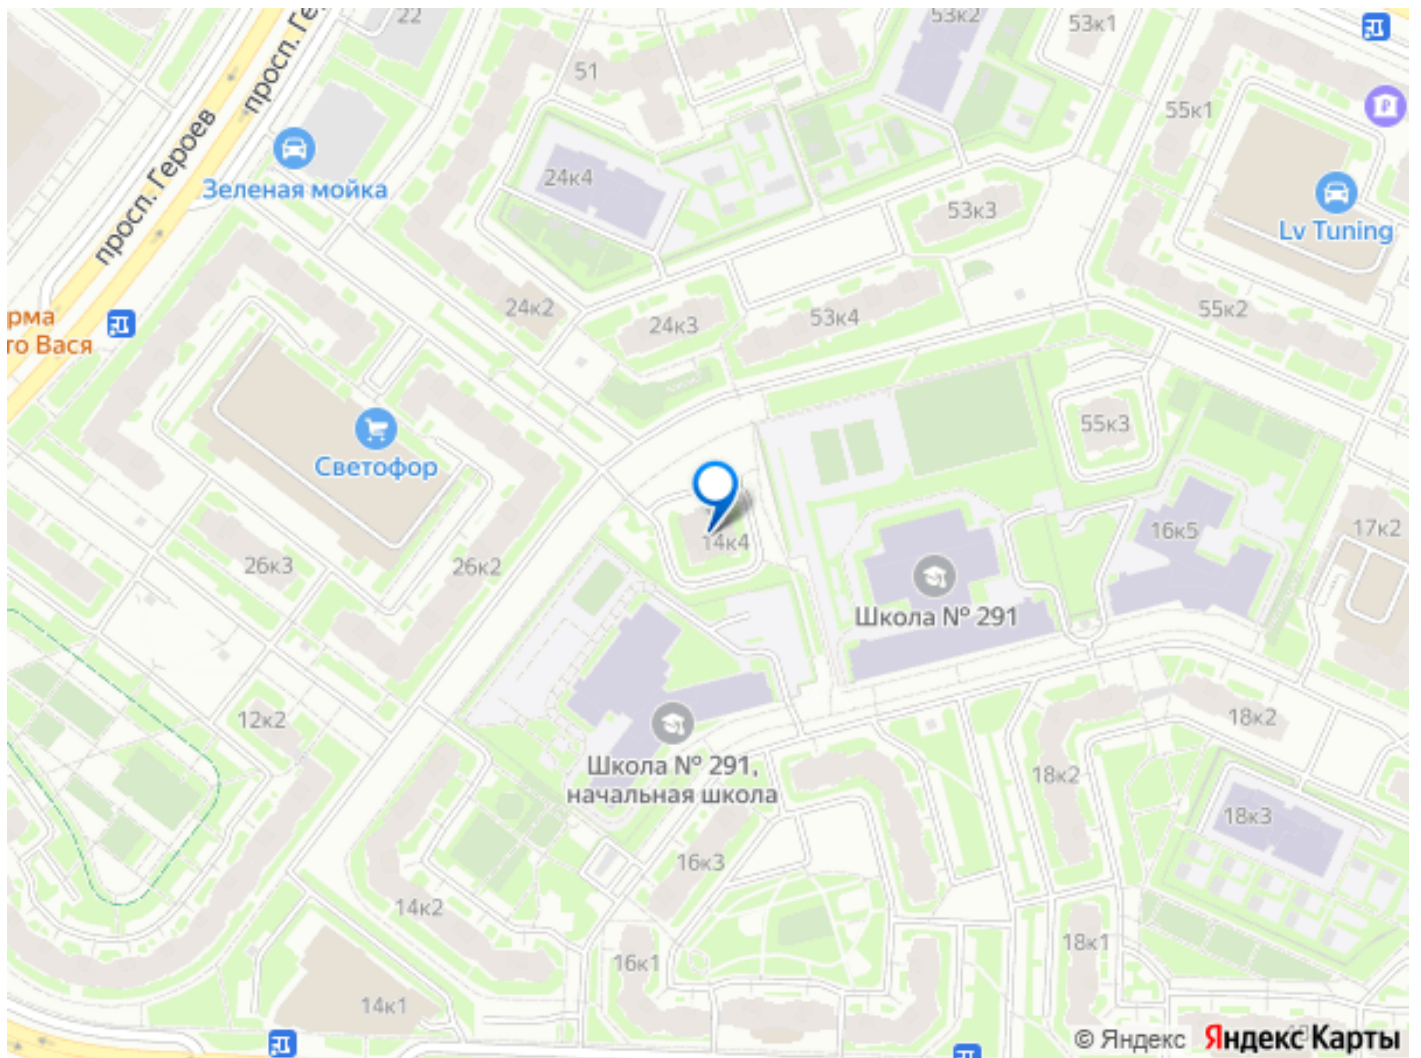 22
53к2
53к1
просп. Ге
51
55к1
просп. Героев
Зеленая мойка
24к4
53к3
Lv Tuning
рма
го Вася
24к2
24к3
53к4
55к2
Светофор
55к3
14к4
16к5
17к2
26к3
26к2
Школа № 291
12к2
18к2
Школа № 291,
начальная школа
18к2
18к3
16к3
14к2
18к1
16к1
14к1
© Яндекс Яндекс Карты